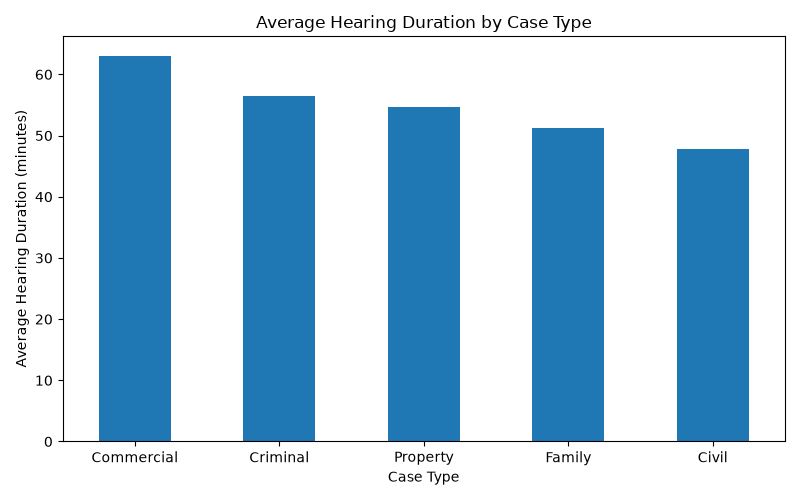 Average Hearing Duration by Case Type
Average Hearing Duration (minutes)
60
50
40
30
20
10
0
Commercial Criminal Property Family Civil
Case Type